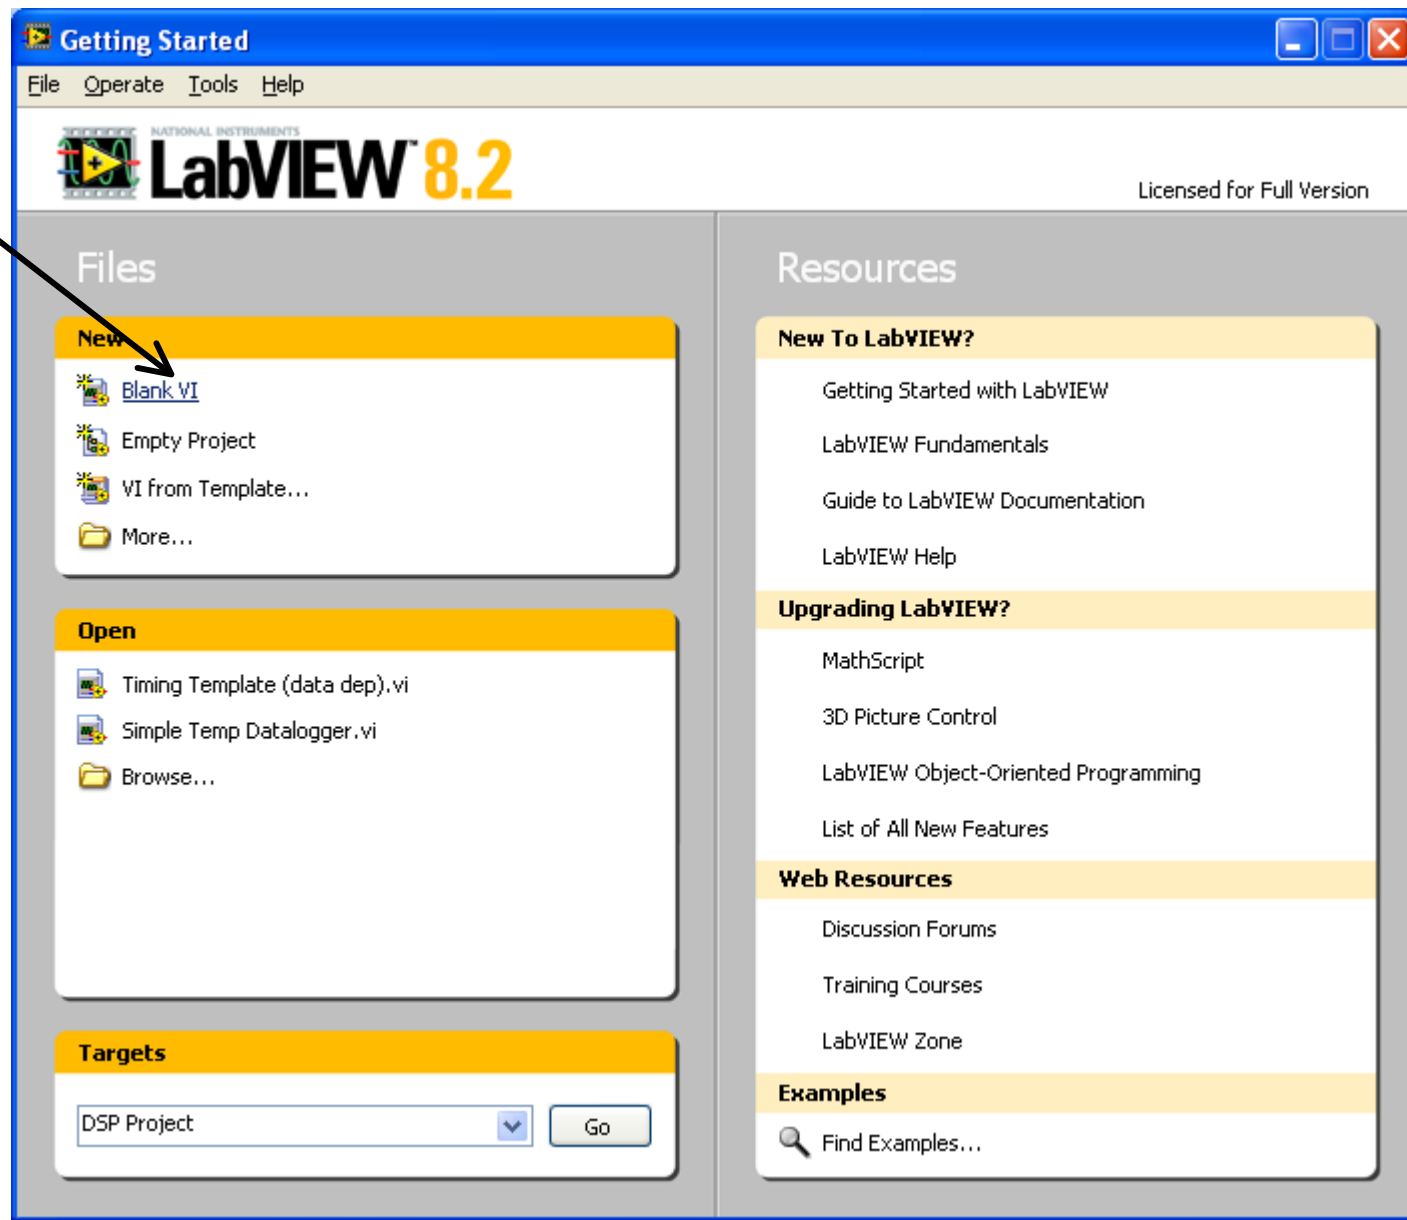 Getting Started
File Operate Tools Help
NATIONAL INSTRUMENTS
LabVIEW™ 8.2
Licensed for Full Version
Files
New
Blank VI
Empty Project
VI from Template...
More...
Open
Timing Template (data dep).vi
Simple Temp Datalogger.vi
Browse...
Targets
DSP Project
Go
Resources
New To LabVIEW?
Getting Started with LabVIEW
LabVIEW Fundamentals
Guide to LabVIEW Documentation
LabVIEW Help
Upgrading LabVIEW?
MathScript
3D Picture Control
LabVIEW Object-Oriented Programming
List of All New Features
Web Resources
Discussion Forums
Training Courses
LabVIEW Zone
Examples
Find Examples...